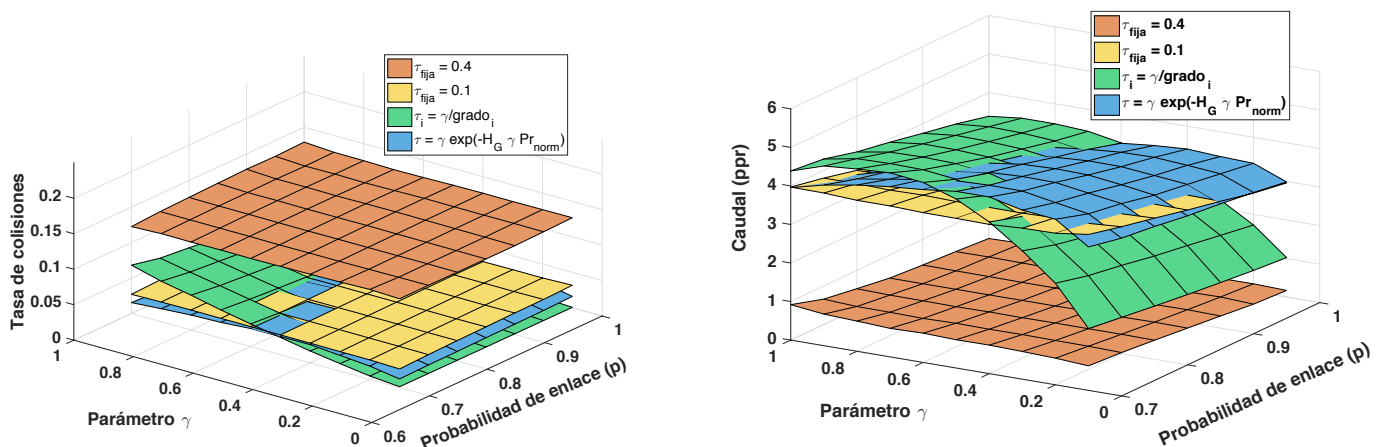 τfija = 0.4
τfija = 0.1
τi = γ/gradoi
τ = γ exp(-HG γ Prnorm)
Tasa de colisiones
0.2
0.15
0.1
0.05
0
1
0.8
0.6
0.4
0.2
0
Parámetro γ
0.6
0.7
0.8
0.9
1
Probabilidad de enlace (p)
τfija = 0.4
τfija = 0.1
τi = γ/gradoi
τ = γ exp(-HG γ Prnorm)
Caudal (ppr)
6
5
4
3
2
1
0
1
0.8
0.6
0.4
0.2
0
Parámetro γ
0.7
0.8
0.9
1
Probabilidad de enlace (p)